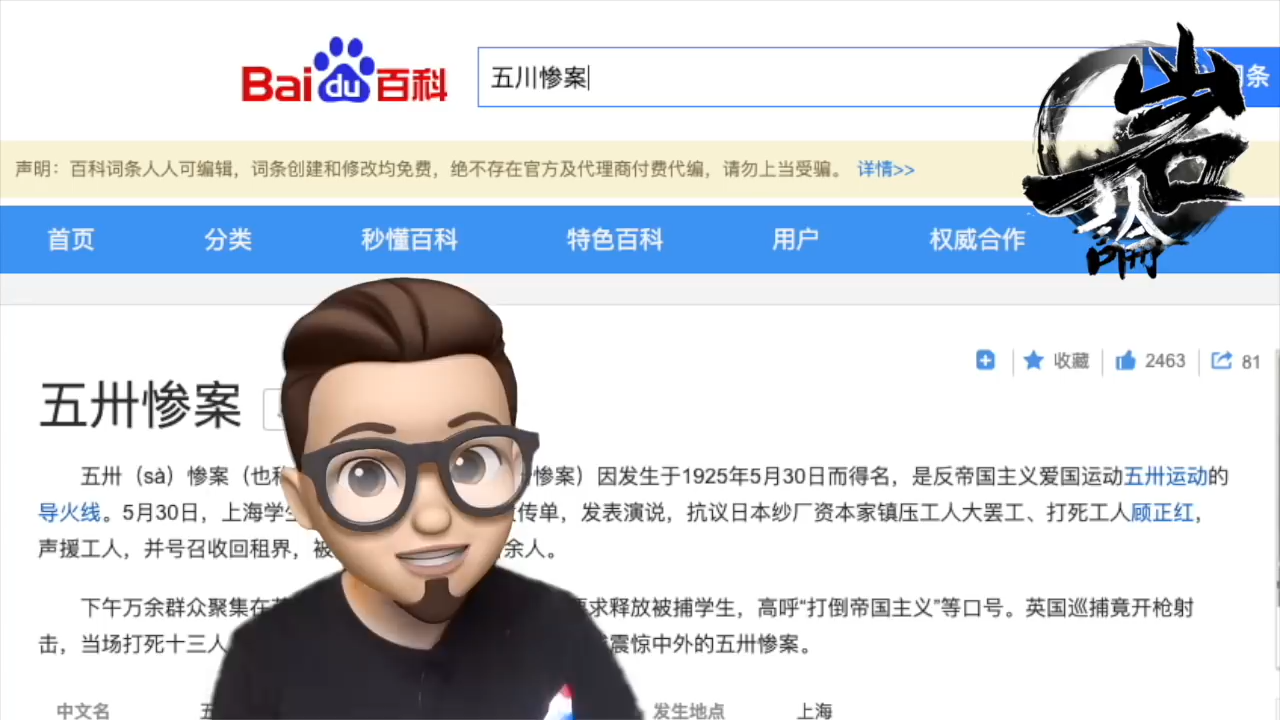 Baidu百科
五川惨案
条
岩論
声明：百科词条人人可编辑，词条创建和修改均免费，绝不存在官方及代理商付费代编，请勿上当受骗。 详情>>
首页 分类 秒懂百科 特色百科 用户 权威合作
收藏 2463 81
五卅惨案
五卅（sà）惨案（也 惨案）因发生于1925年5月30日而得名，是反帝国主义爱国运动五卅运动的
导火线。5月30日，上海学 传单，发表演说，抗议日本纱厂资本家镇压工人大罢工、打死工人顾正红，
声援工人，并号召收回租界， 余人。
下午万余群众聚集在 求释放被捕学生，高呼“打倒帝国主义”等口号。英国巡捕竟开枪射
击，当场打死十三人 震惊中外的五卅惨案。
中文名 发生地点 上海